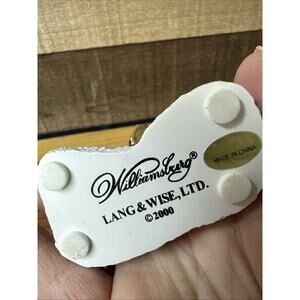 Williamsburg®
MADE IN CHINA
LANG & WISE, LTD.
©2000